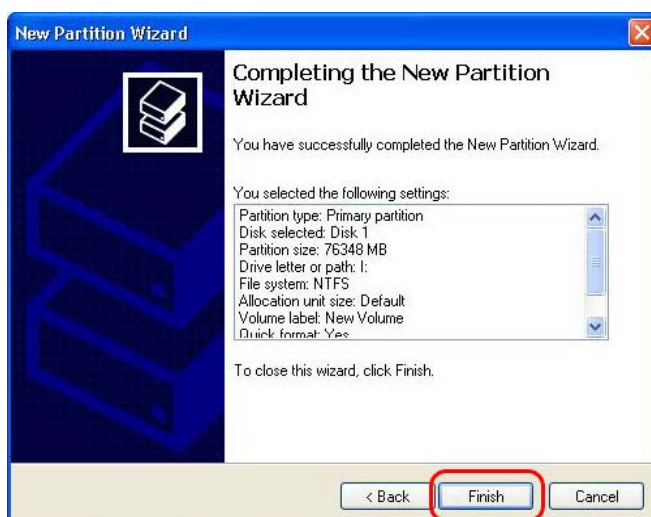 New Partition Wizard
Completing the New Partition
Wizard
You have successfully completed the New Partition Wizard.
You selected the following settings:
Partition type: Primary partition
Disk selected: Disk 1
Partition size: 76348 MB
Drive letter or path: I:
File system: NTFS
Allocation unit size: Default
Volume label: New Volume
Quick format: Yes
To close this wizard, click Finish.
< Back Finish Cancel